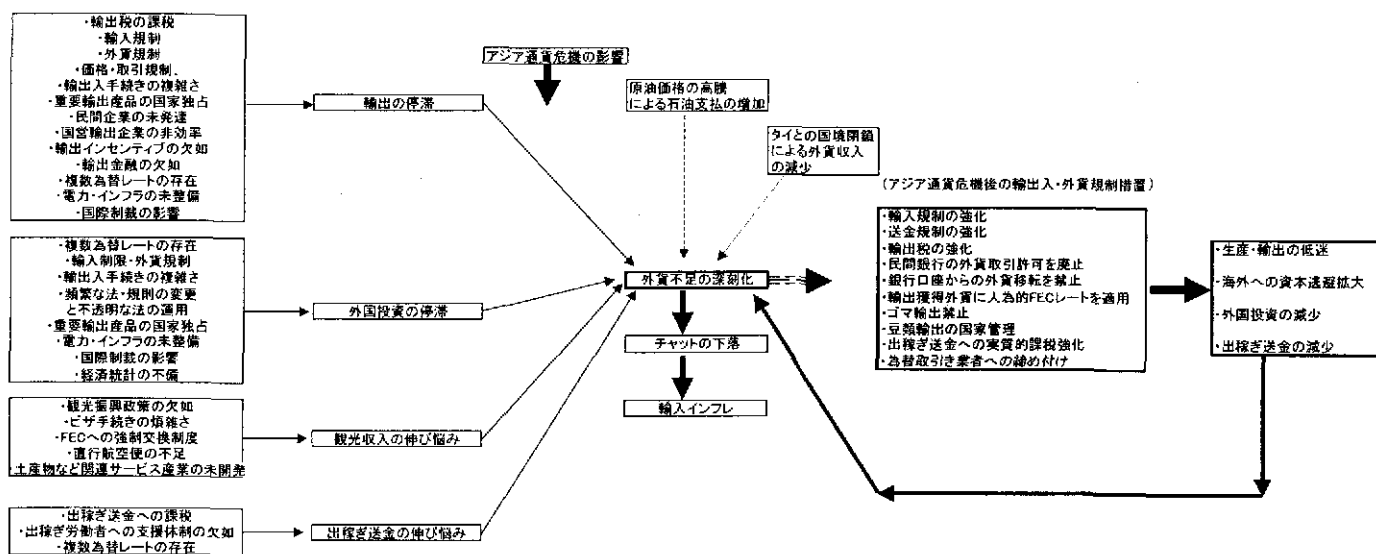 ・輸出税の課税
・輸入規制
・外貨規制
・価格・取引規制、
・輸出入手続きの複雑さ
・重要輸出産品の国家独占
・民間企業の未発達
・国営輸出企業の非効率
・輸出インセンティブの欠如
・輸出金融の欠如
・複数為替レートの存在
・電力・インフラの未整備
・国際制裁の影響
輸出の停滞
アジア通貨危機の影響
原油価格の高騰
による石油支払の増加
タイとの国境閉鎖
による外貨収入
の減少
・複数為替レートの存在
・輸入制限・外貨規制
・輸出入手続きの複雑さ
・頻繁な法・規則の変更
と不透明な法の運用
・重要輸出産品の国家独占
・電力・インフラの未整備
・国際制裁の影響
・経済統計の不備
外国投資の停滞
外貨不足の深刻化
チャットの下落
輸入インフレ
(アジア通貨危機後の輸出入・外貨規制措置)
・輸入規制の強化
・送金規制の強化
・輸出税の強化
・民間銀行の外貨取引許可を廃止
・銀行口座からの外貨移転を禁止
・輸出獲得外貨に人為的FECレートを適用
・ゴマ輸出禁止
・豆類輸出の国家管理
・出稼ぎ送金への実質的課税強化
・為替取引き業者への締め付け
・生産・輸出の低迷
・海外への資本逃避拡大
・外国投資の減少
・出稼ぎ送金の減少
・観光振興政策の欠如
・ビザ手続きの煩雑さ
・FECへの強制交換制度
・直行航空便の不足
・土産物など関連サービス産業の未開発
観光収入の伸び悩み
・出稼ぎ送金への課税
・出稼ぎ労働者への支援体制の欠如
・複数為替レートの存在
出稼ぎ送金の伸び悩み